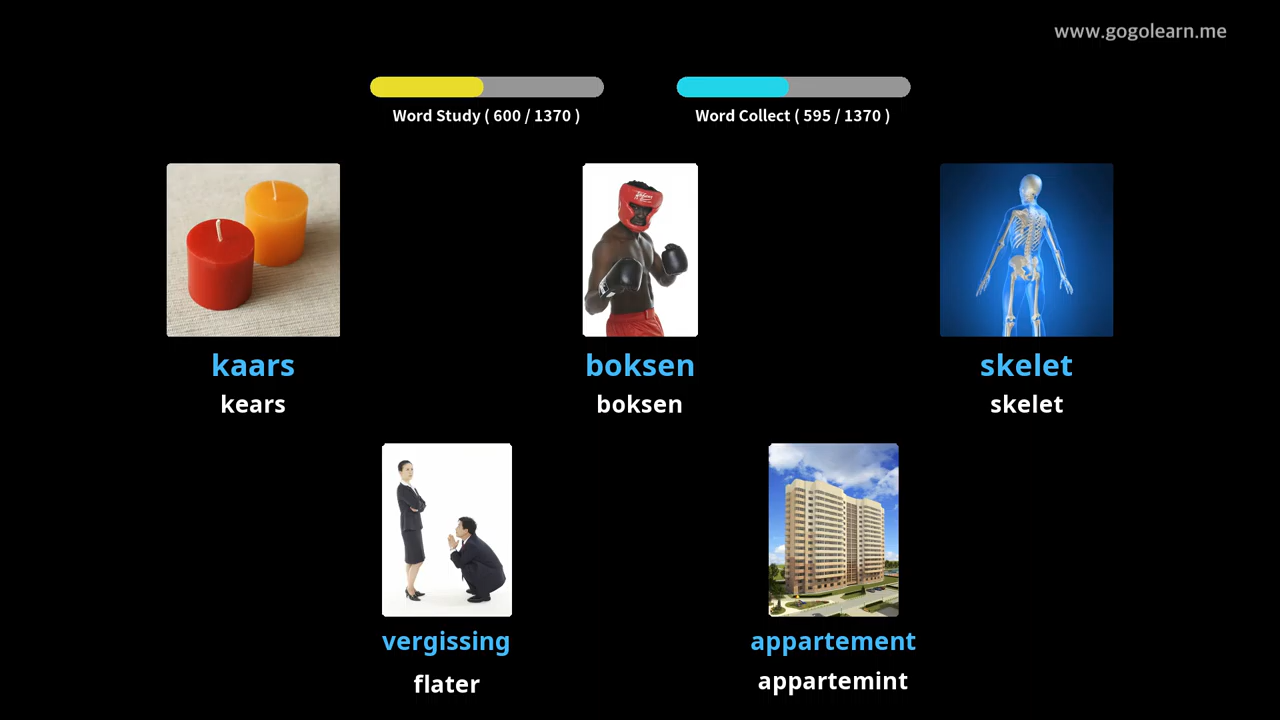 www.gogolearn.me
Word Study ( 600 / 1370 )
Word Collect ( 595 / 1370 )
kaars
boksen
skelet
kears
boksen
skelet
vergissing
appartement
flater
appartemint